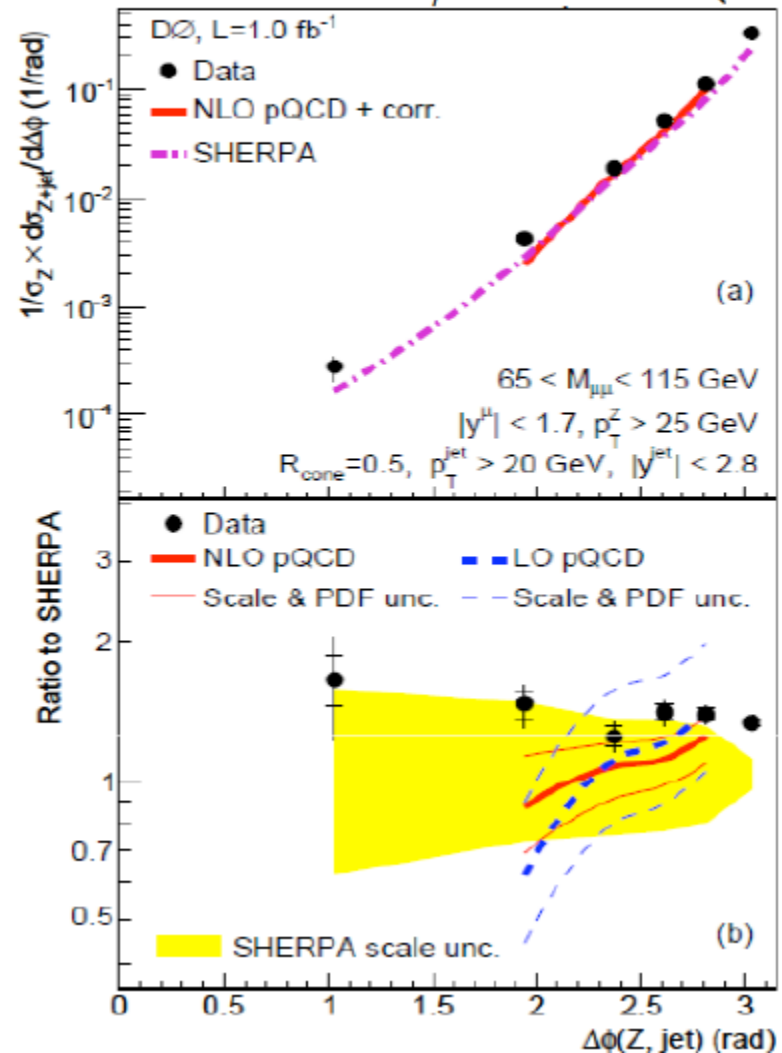 DØ, L=1.0 fb⁻¹
Data
NLO pQCD + corr.
SHERPA
1/σ_Z × dσ_Z+jet/dΔϕ (1/rad)
10⁻¹
10⁻²
10⁻³
10⁻⁴
(a)
65 < M_μμ < 115 GeV
|y^μ| < 1.7, p_T^Z > 25 GeV
R_cone=0.5, p_T^jet > 20 GeV, |y^jet| < 2.8
Data
NLO pQCD
LO pQCD
Scale & PDF unc.
Scale & PDF unc.
Ratio to SHERPA
3
2
1
0.7
0.5
SHERPA scale unc.
(b)
0 0.5 1 1.5 2 2.5 3
Δϕ(Z, jet) (rad)